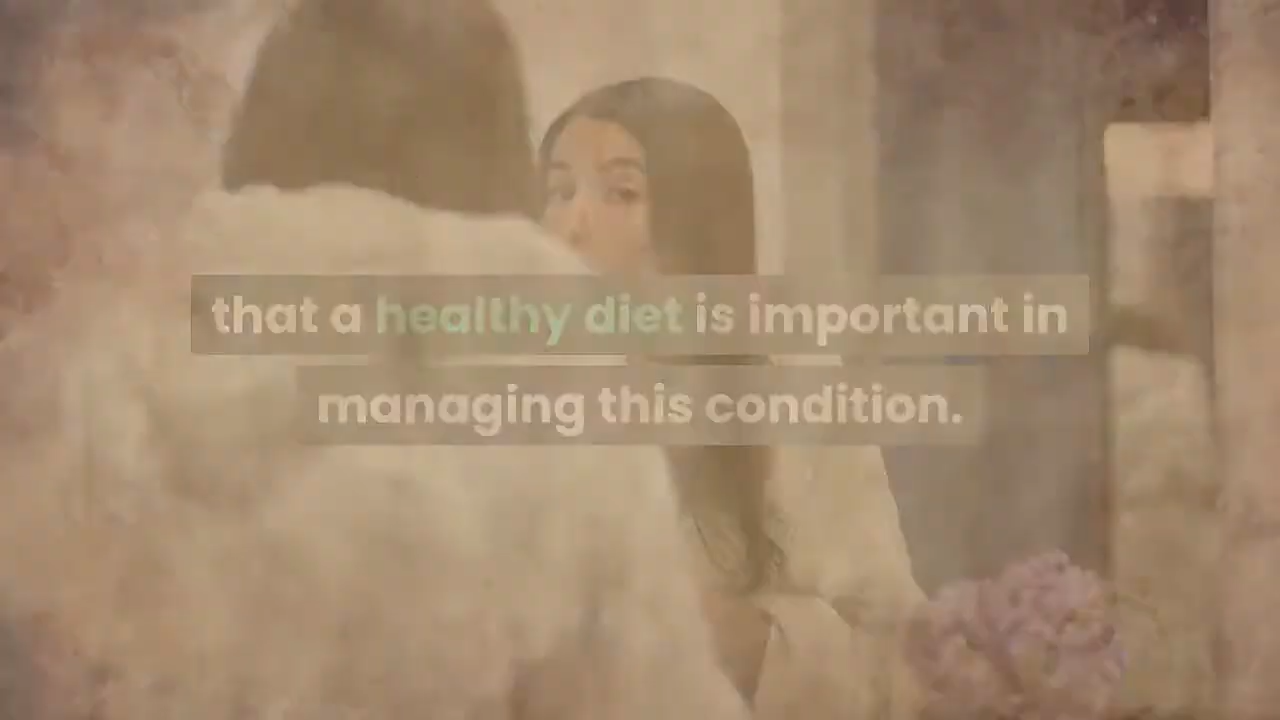 that a healthy diet is important in
managing this condition.